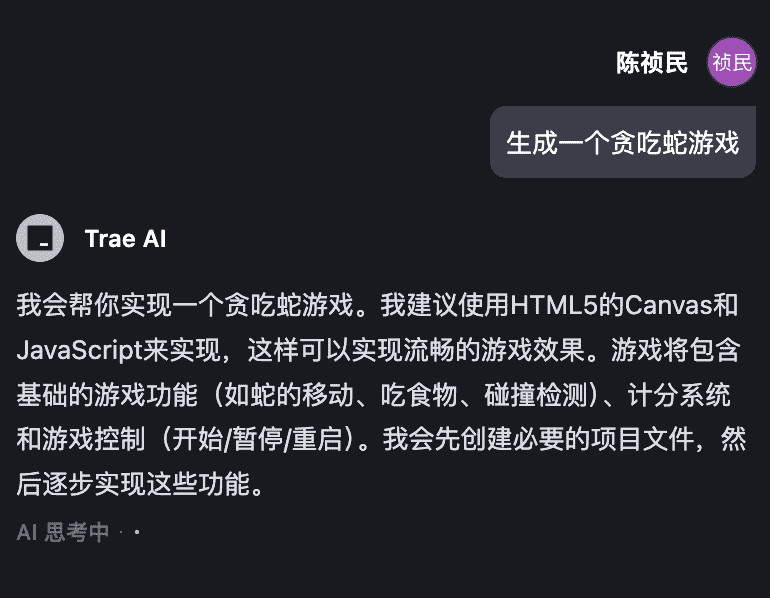 陈祯民
祯民
生成一个贪吃蛇游戏
Trae AI
我会帮你实现一个贪吃蛇游戏。我建议使用HTML5的Canvas和
JavaScript来实现，这样可以实现流畅的游戏效果。游戏将包含
基础的游戏功能（如蛇的移动、吃食物、碰撞检测）、计分系统
和游戏控制（开始/暂停/重启）。我会先创建必要的项目文件，然
后逐步实现这些功能。
AI 思考中 · ·